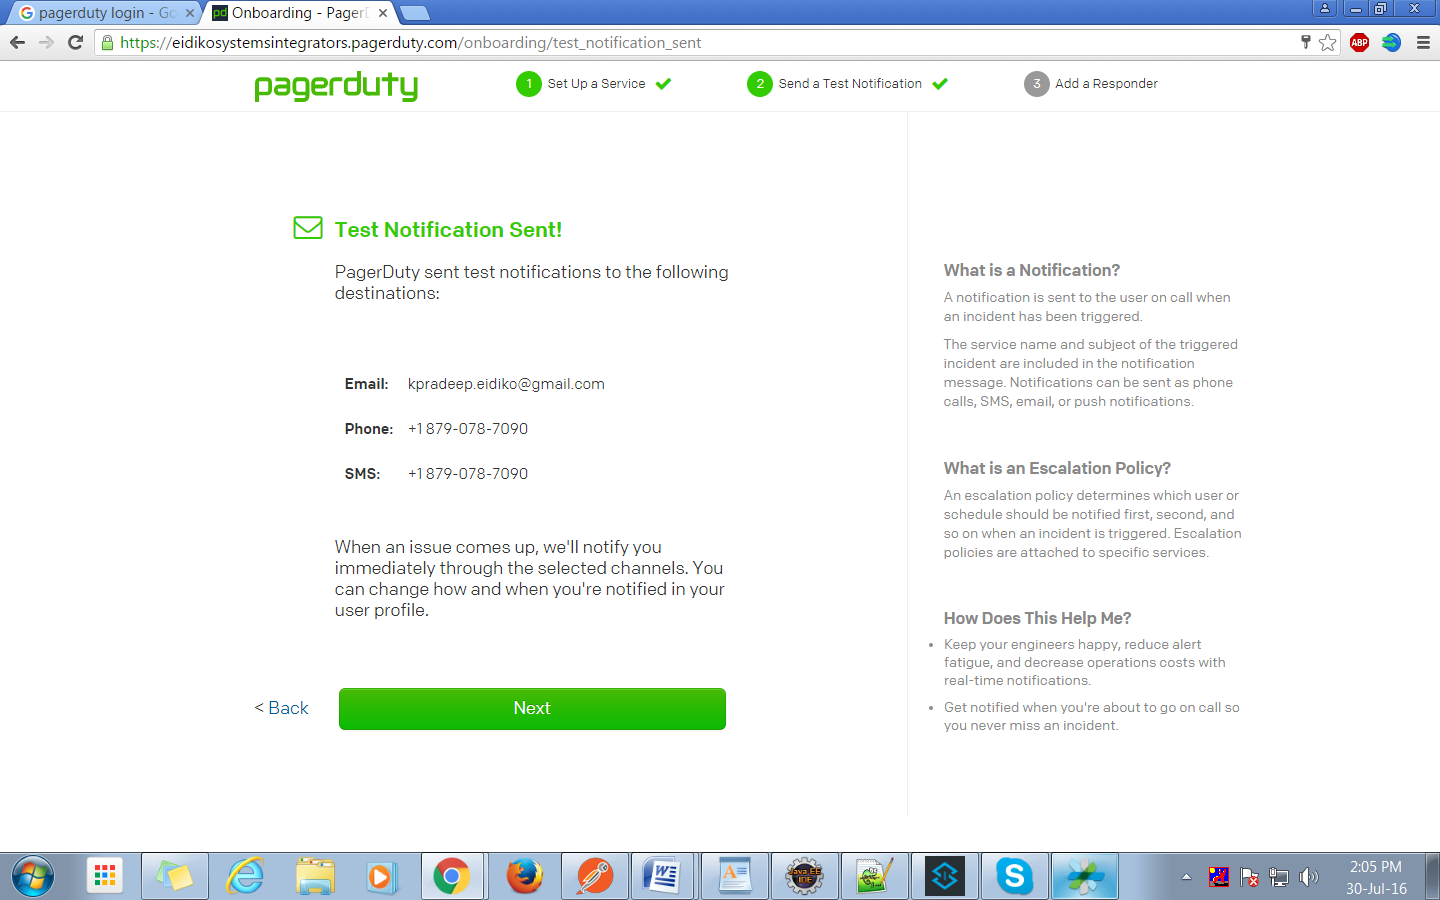 pagerduty login - Go
Onboarding - PagerD
https://eidikosystemsintegrators.pagerduty.com/onboarding/test_notification_sent
ABP
pagerduty
1 Set Up a Service
2 Send a Test Notification
3 Add a Responder
Test Notification Sent!
PagerDuty sent test notifications to the following
destinations:
Email: kpradeep.eidiko@gmail.com
Phone: +1 879-078-7090
SMS: +1 879-078-7090
When an issue comes up, we'll notify you
immediately through the selected channels. You
can change how and when you're notified in your
user profile.
< Back
Next
What is a Notification?
A notification is sent to the user on call when
an incident has been triggered.
The service name and subject of the triggered
incident are included in the notification
message. Notifications can be sent as phone
calls, SMS, email, or push notifications.
What is an Escalation Policy?
An escalation policy determines which user or
schedule should be notified first, second, and
so on when an incident is triggered. Escalation
policies are attached to specific services.
How Does This Help Me?
• Keep your engineers happy, reduce alert
fatigue, and decrease operations costs with
real-time notifications.
• Get notified when you're about to go on call so
you never miss an incident.
Java EE
IDE
2:05 PM
30-Jul-16